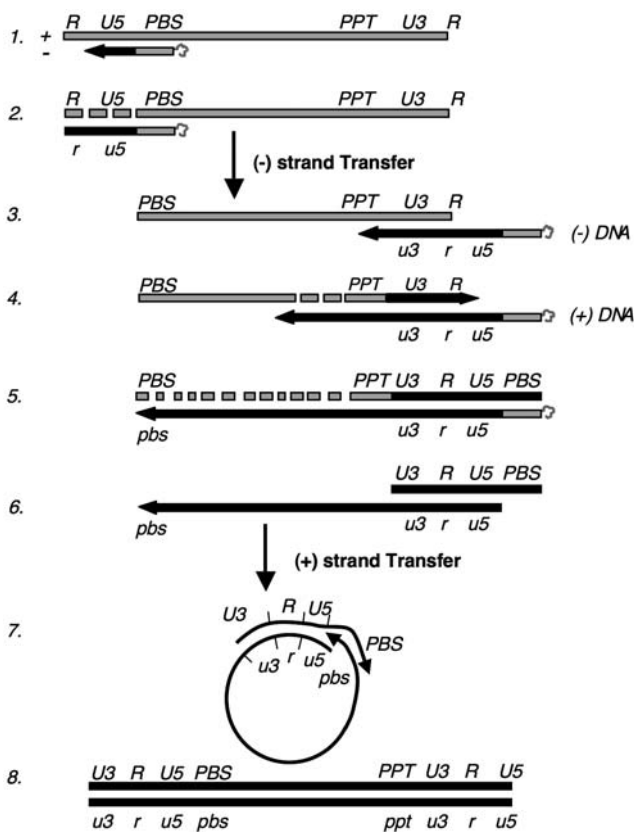 R U5 PBS PPT U3 R
1. +
-
R U5 PBS PPT U3 R
2.
r u5
(-) strand Transfer
PBS PPT U3 R
3.
(-) DNA
u3 r u5
PBS PPT U3 R
4.
(+) DNA
u3 r u5
PBS PPT U3 R U5 PBS
5.
pbs u3 r u5
U3 R U5 PBS
6.
pbs u3 r u5
(+) strand Transfer
U3 R U5
7. PBS
u3 r u5 pbs
U3 R U5 PBS PPT U3 R U5
8.
u3 r u5 pbs ppt u3 r u5